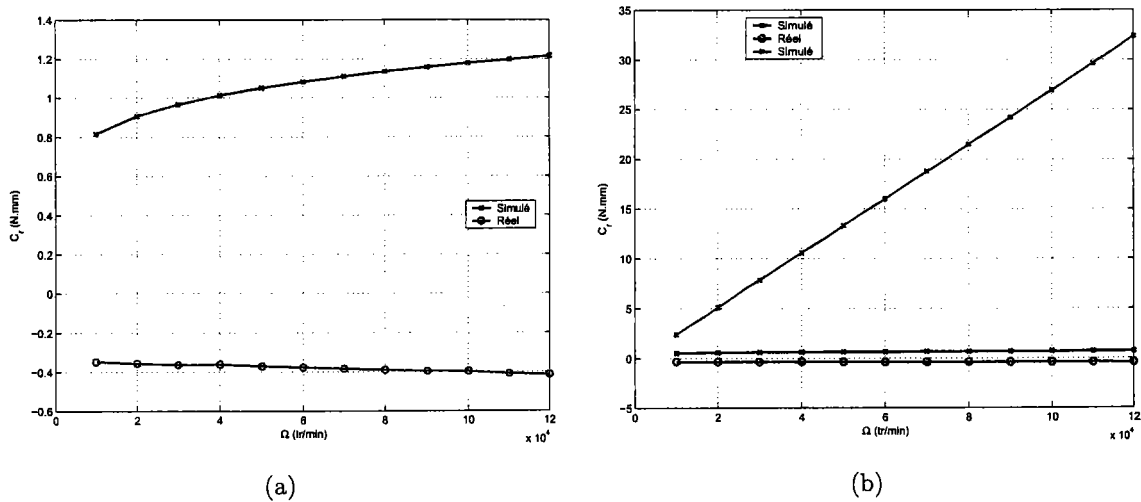 1.4
1.2
1
0.8
0.6
0.4
0.2
0
−0.2
−0.4
−0.6
C_r (N.mm)
Simulé
Réel
0 2 4 6 8 10 12
Ω (tr/min)
x 10^4
(a)
35
30
25
20
15
10
5
0
−5
C_r (N.mm)
Simulé
Réel
Simulé
0 2 4 6 8 10 12
Ω (tr/min)
x 10^4
(b)